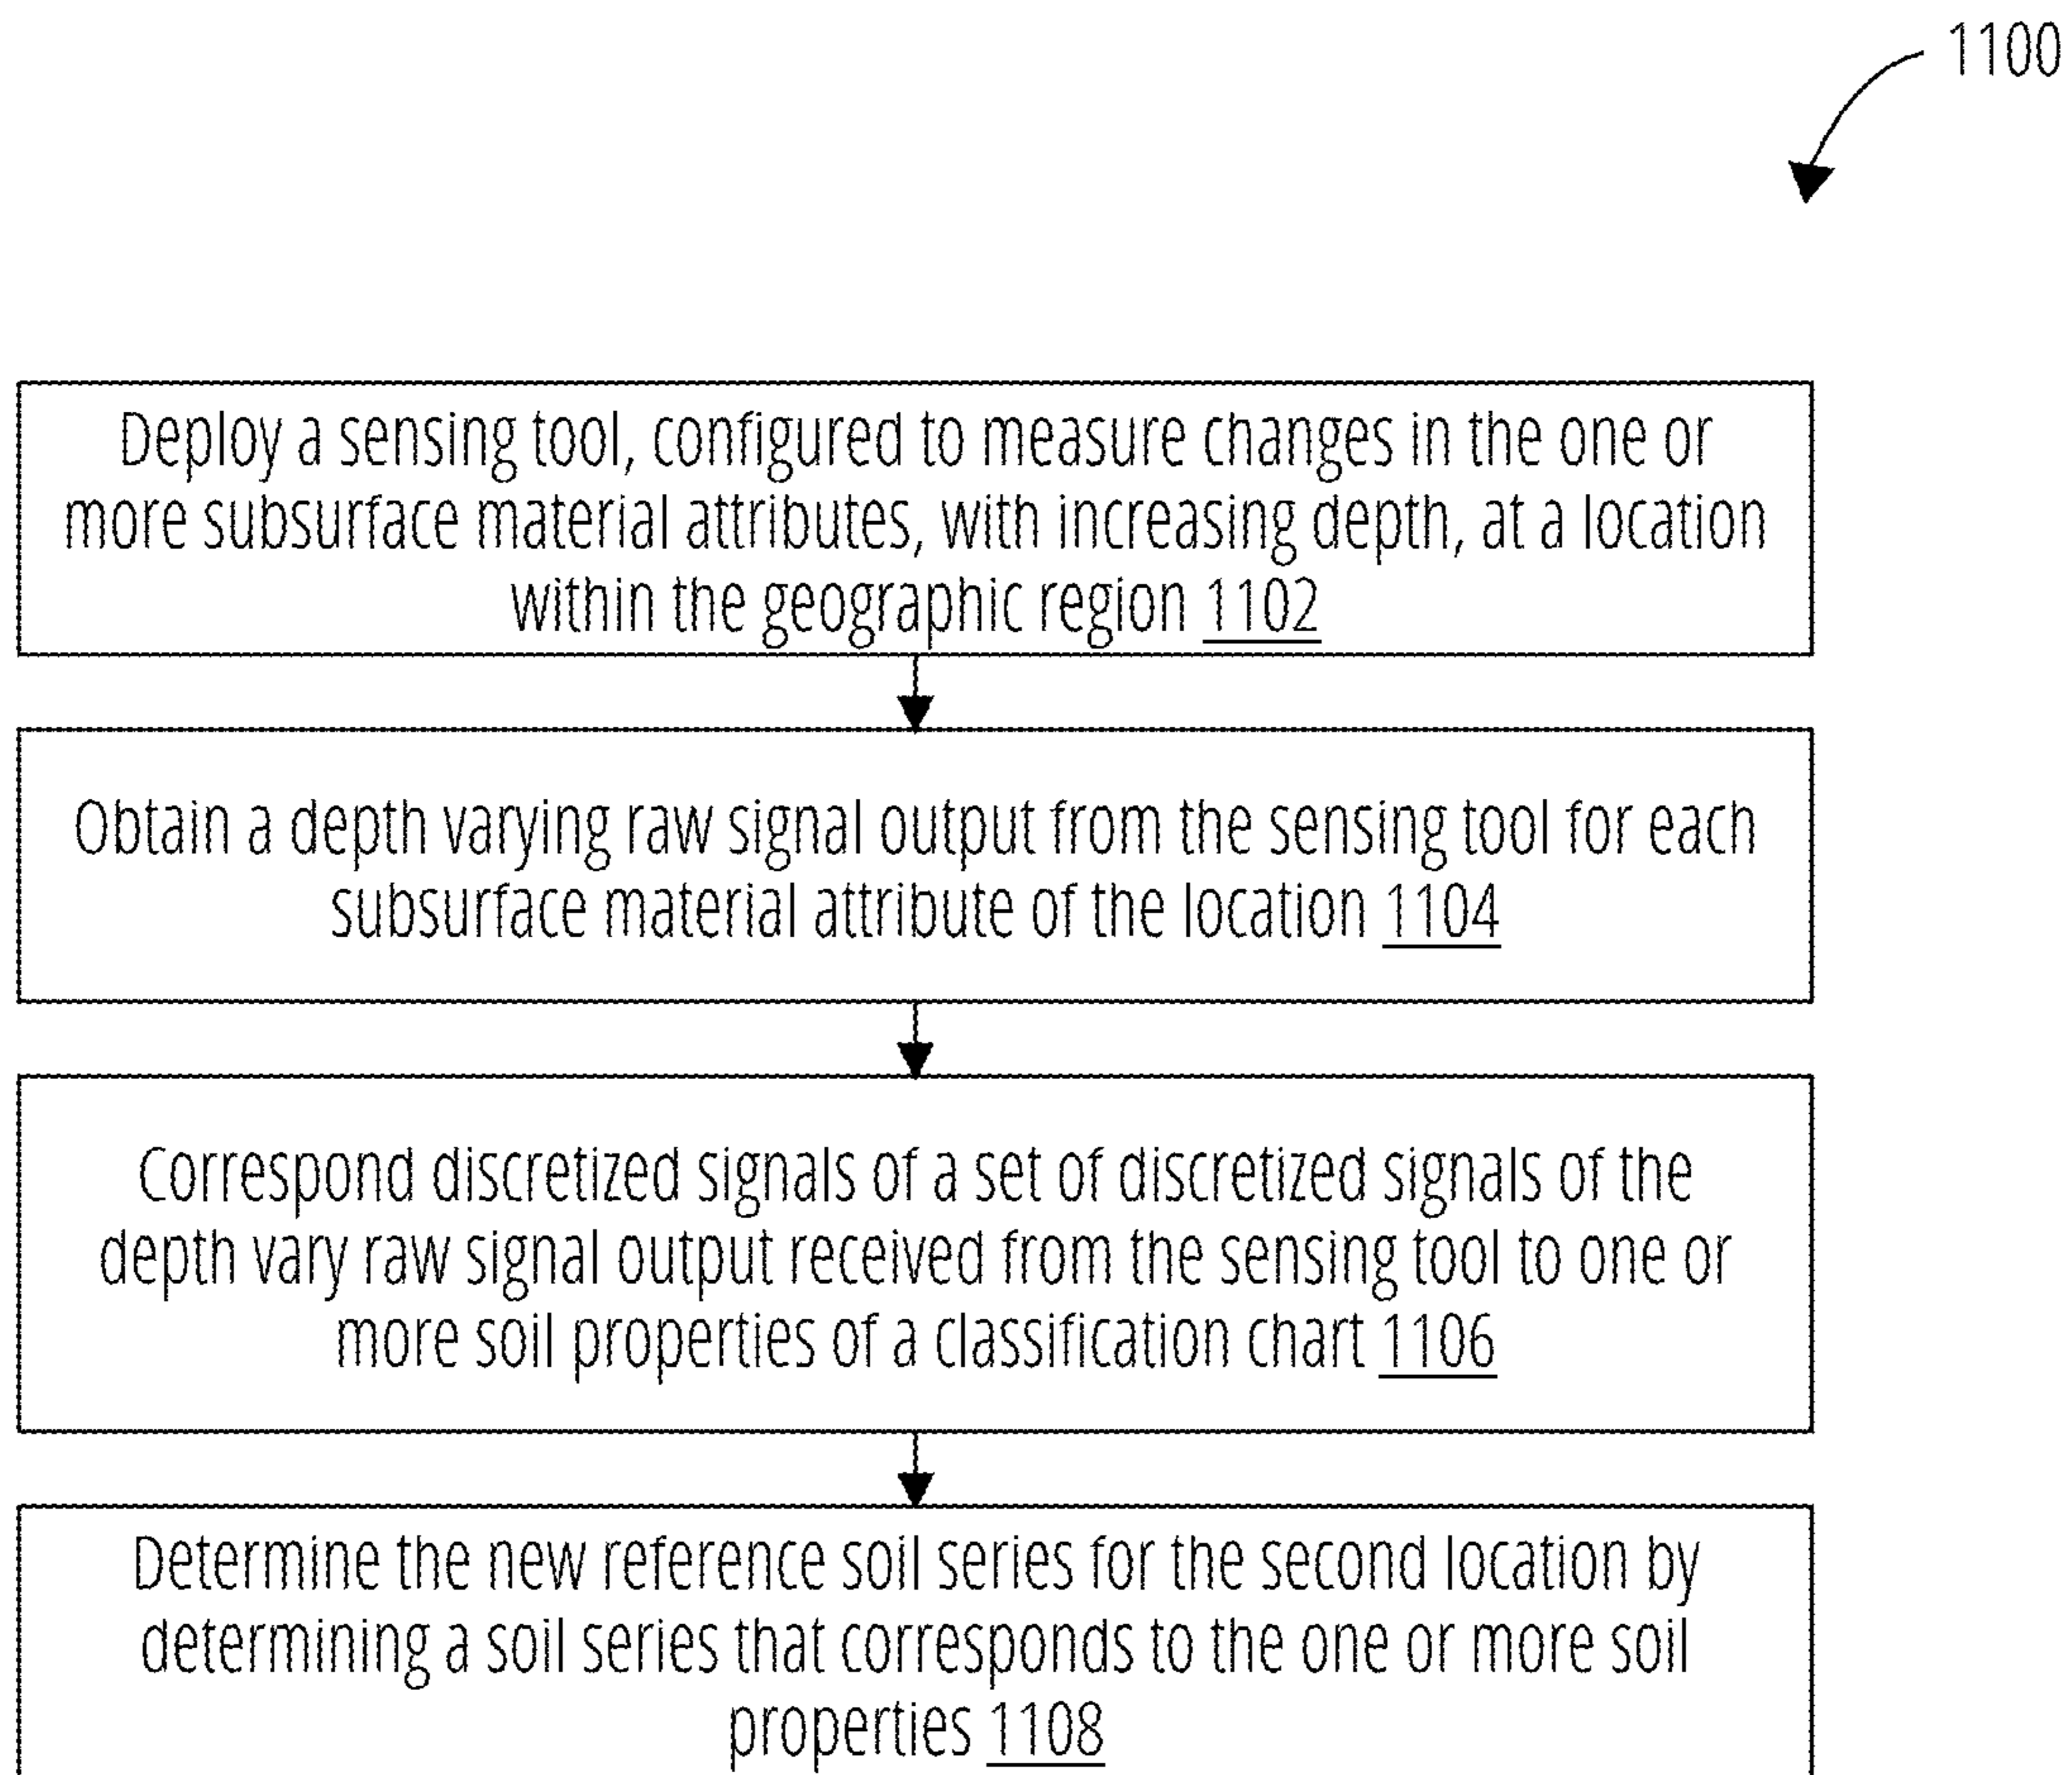 1100
Deploy a sensing tool, configured to measure changes in the one or
more subsurface material attributes, with increasing depth, at a location
within the geographic region 1102
Obtain a depth varying raw signal output from the sensing tool for each
subsurface material attribute of the location 1104
Correspond discretized signals of a set of discretized signals of the
depth vary raw signal output received from the sensing tool to one or
more soil properties of a classification chart 1106
Determine the new reference soil series for the second location by
determining a soil series that corresponds to the one or more soil
properties 1108